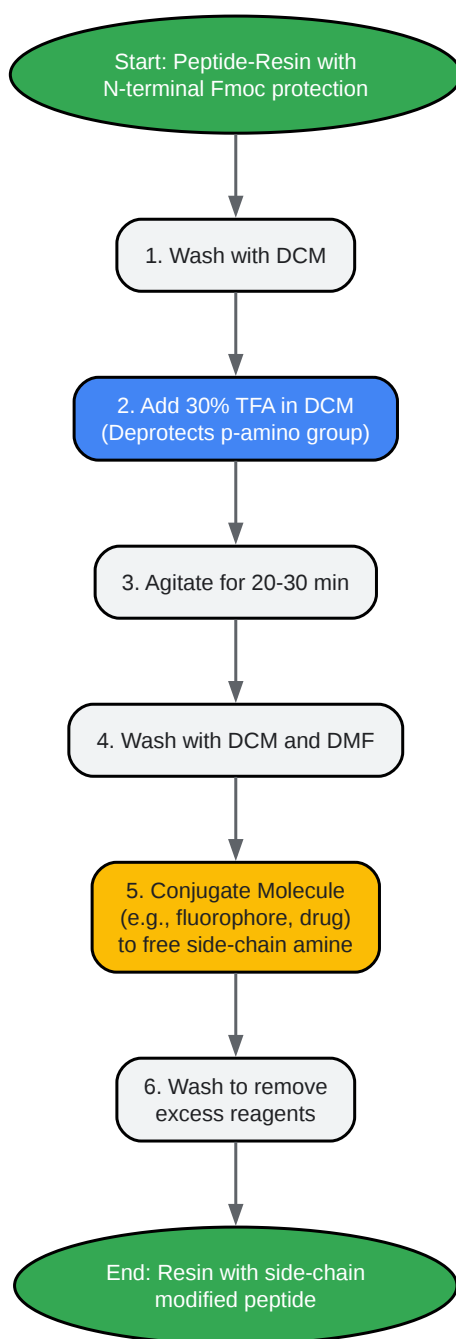 Start: Peptide-Resin with
N-terminal Fmoc protection
1. Wash with DCM
2. Add 30% TFA in DCM
(Deprotects p-amino group)
3. Agitate for 20-30 min
4. Wash with DCM and DMF
5. Conjugate Molecule
(e.g., fluorophore, drug)
to free side-chain amine
6. Wash to remove
excess reagents
End: Resin with side-chain
modified peptide